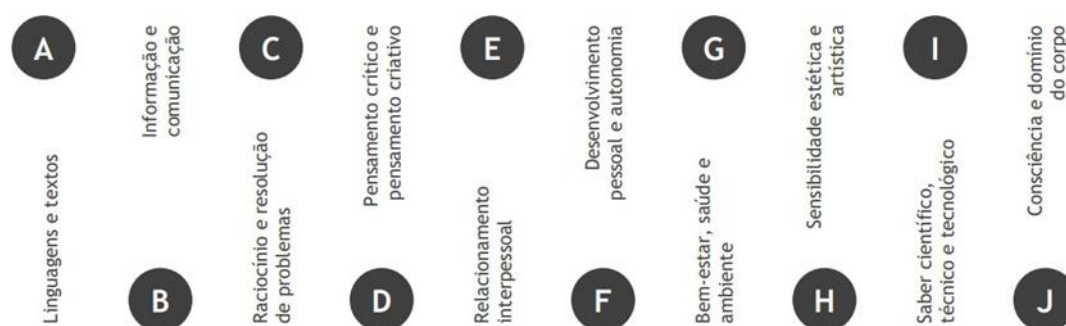 A
Linguagens e textos
Informação e
comunicação
B
C
Raciocínio e resolução
de problemas
Pensamento crítico e
pensamento criativo
D
E
Relacionamento
interpessoal
Desenvolvimento
pessoal e autonomia
F
G
Bem-estar, saúde e
ambiente
Sensibilidade estética e
artística
H
I
Saber científico,
técnico e tecnológico
Consciência e domínio
do corpo
J